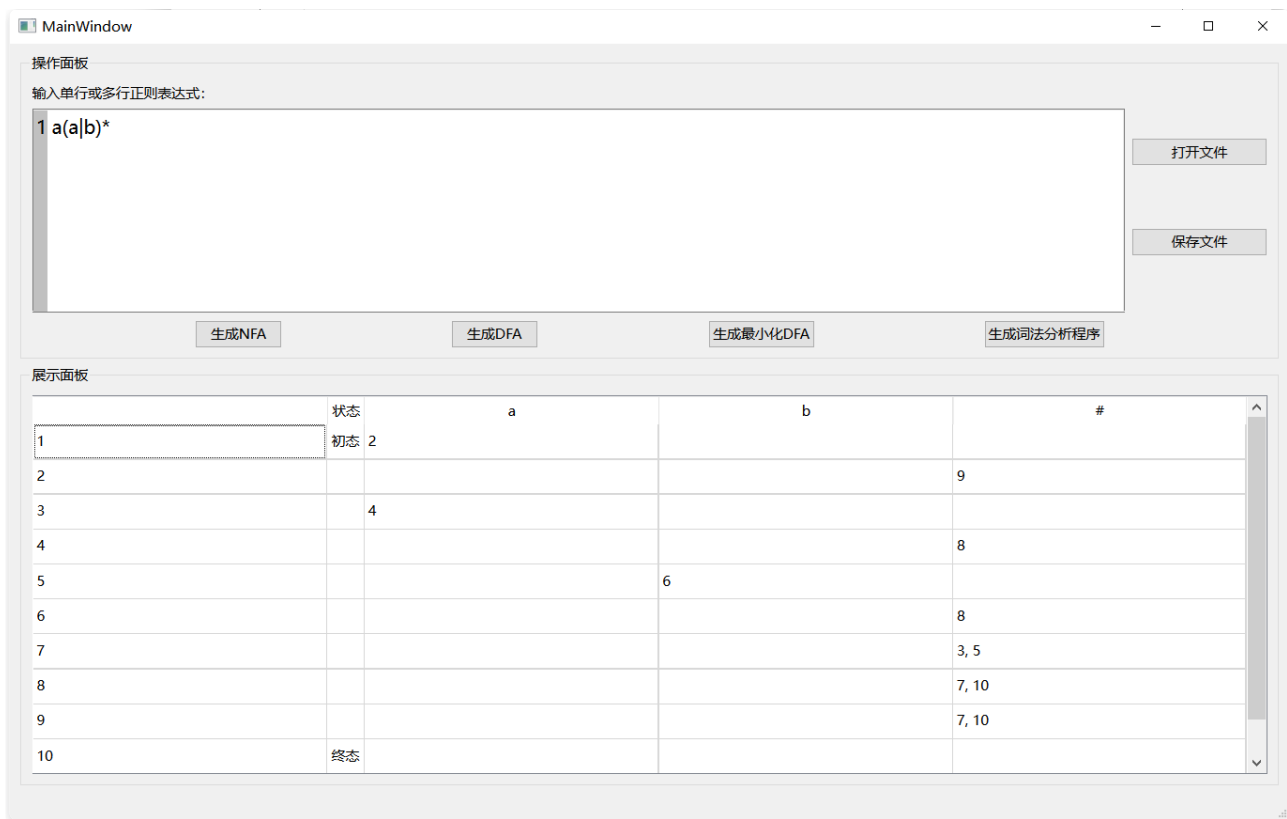 MainWindow
操作面板
输入单行或多行正则表达式:
1 a(a|b)*
打开文件
保存文件
生成NFA 生成DFA 生成最小化DFA 生成词法分析程序
展示面板
状态 a b #
1 初态 2
2 9
3 4
4 8
5 6
6 8
7 3, 5
8 7, 10
9 7, 10
10 终态